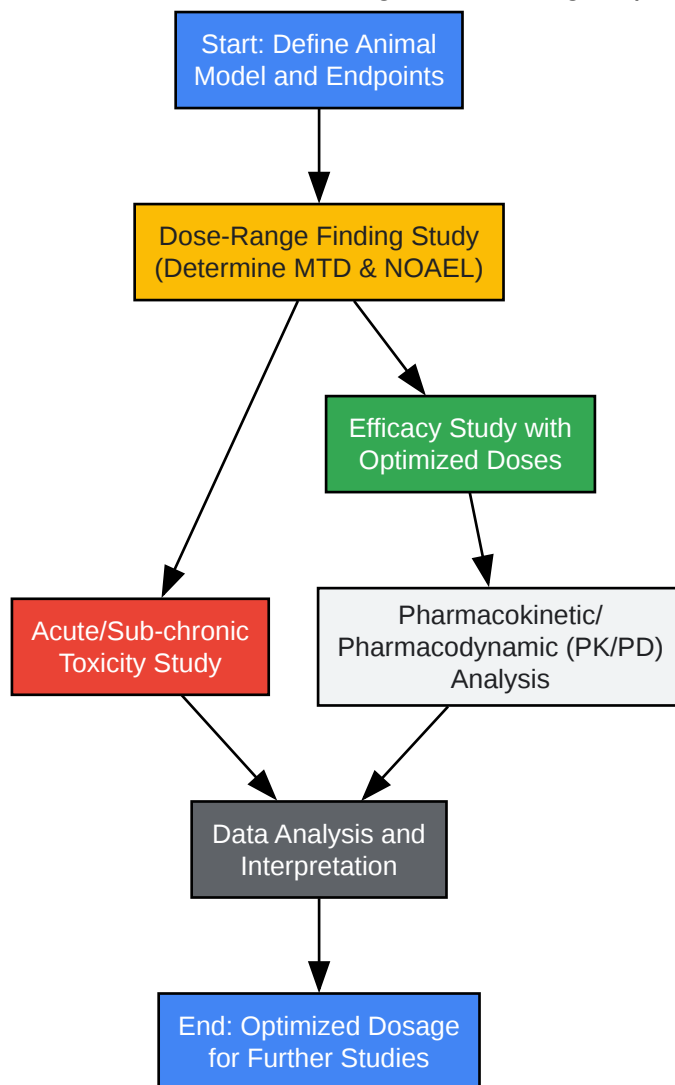 Start: Define Animal
Model and Endpoints
Dose-Range Finding Study
(Determine MTD & NOAEL)
Efficacy Study with
Optimized Doses
Acute/Sub-chronic
Toxicity Study
Pharmacokinetic/
Pharmacodynamic (PK/PD)
Analysis
Data Analysis and
Interpretation
End: Optimized Dosage
for Further Studies